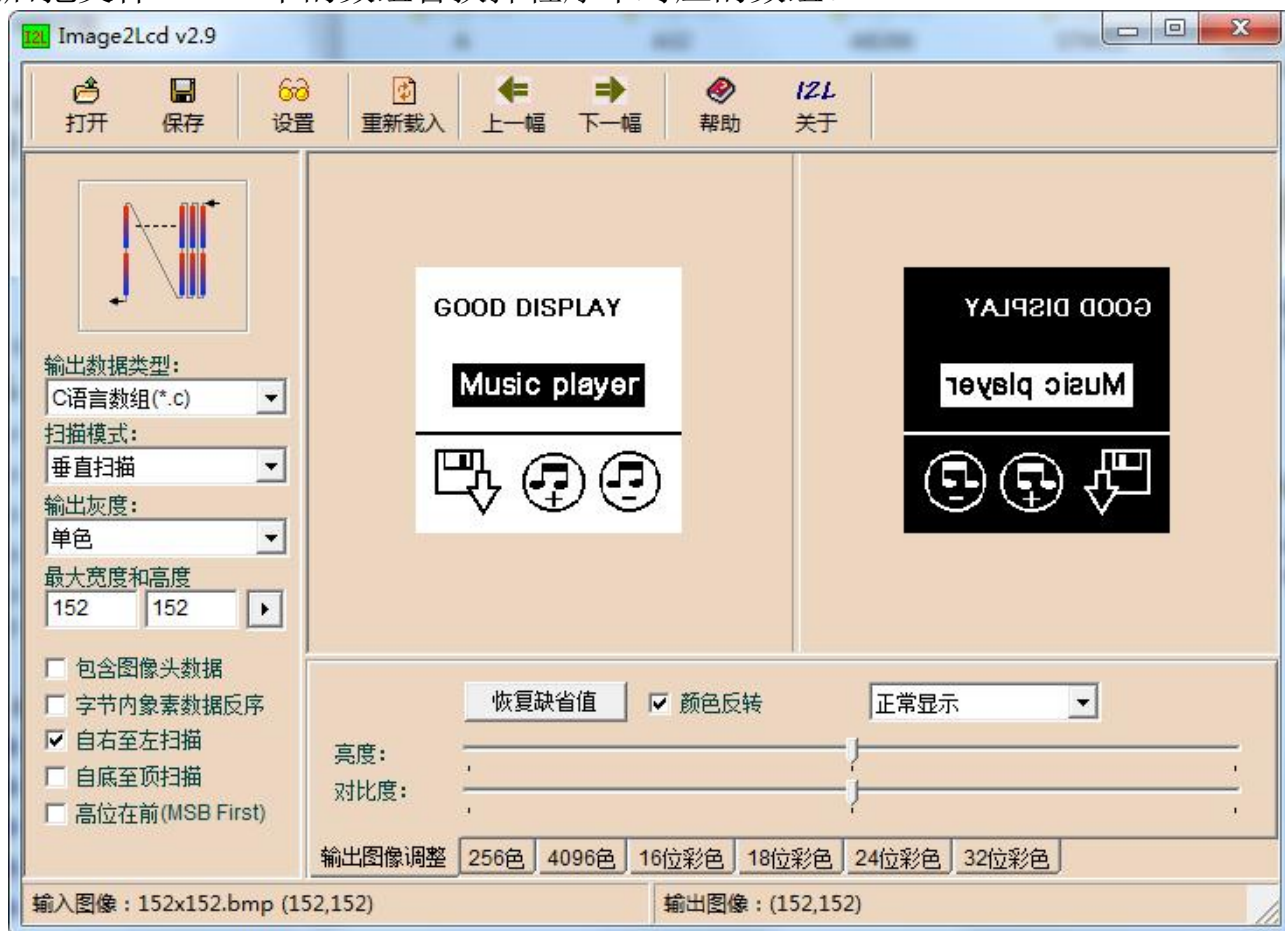 Image2Lcd v2.9
打开 保存 设置 重新载入 上一幅 下一幅 帮助 关于
输出数据类型:
C语言数组(*.c)
扫描模式:
垂直扫描
输出灰度:
单色
最大宽度和高度
152 152
包含图像头数据
字节内象素数据反序
自右至左扫描
自底至顶扫描
高位在前(MSB First)
GOOD DISPLAY
Music player
GOOD DISPLAY
Music player
恢复缺省值 颜色反转 正常显示
亮度:
对比度:
输出图像调整 256色 4096色 16位彩色 18位彩色 24位彩色 32位彩色
输入图像:152x152.bmp (152,152) 输出图像:(152,152)